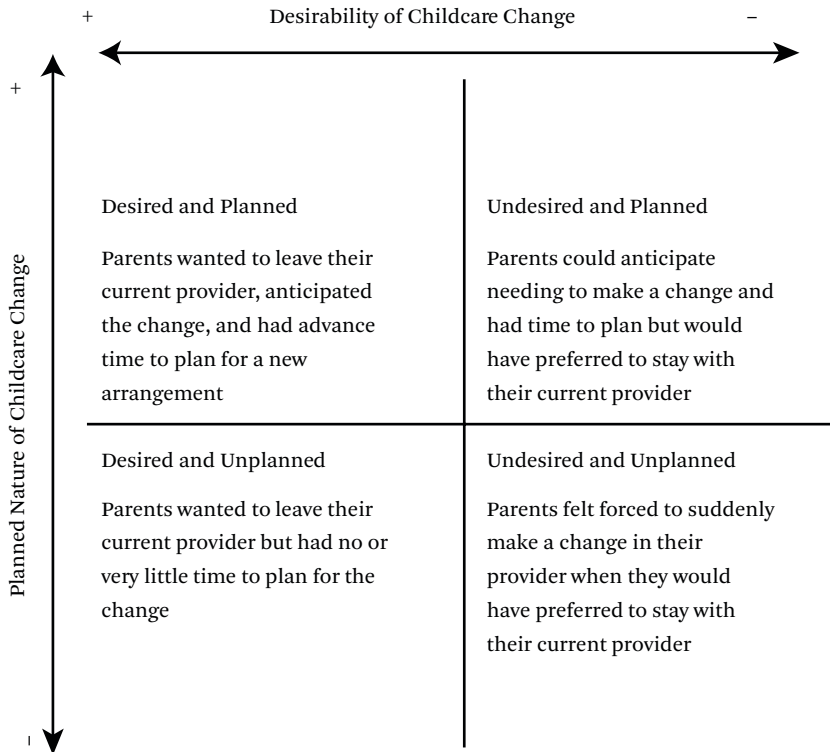 + Desirability of Childcare Change –
+
Planned Nature of Childcare Change
–
Desired and Planned
Parents wanted to leave their
current provider, anticipated
the change, and had advance
time to plan for a new
arrangement
Undesired and Planned
Parents could anticipate
needing to make a change and
had time to plan but would
have preferred to stay with
their current provider
Desired and Unplanned
Parents wanted to leave their
current provider but had no or
very little time to plan for the
change
Undesired and Unplanned
Parents felt forced to suddenly
make a change in their
provider when they would
have preferred to stay with
their current provider